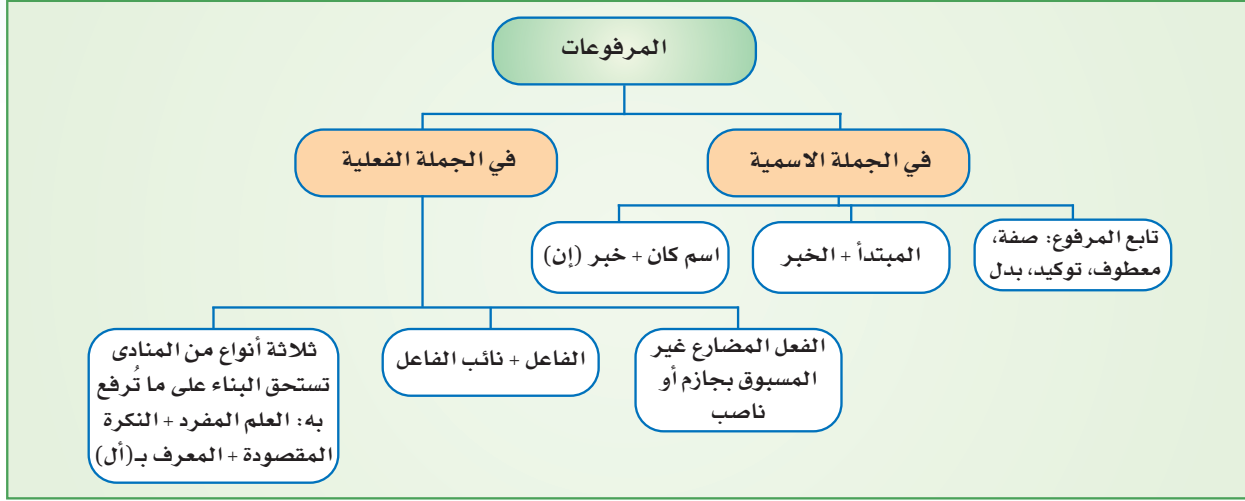 المرفوعات
في الجملة الاسمية
في الجملة الفعلية
تابع المرفوع: صفة،
معطوف، توكيد، بدل
المبتدأ + الخبر
اسم كان + خبر (إن)
الفعل المضارع غير
المسبوق بجازم أو
ناصب
الفاعل + نائب الفاعل
ثلاثة أنواع من المنادى
تستحق البناء على ما تُرفع
به: العلم المفرد + النكرة
المقصودة + المعرف بـ(أل)